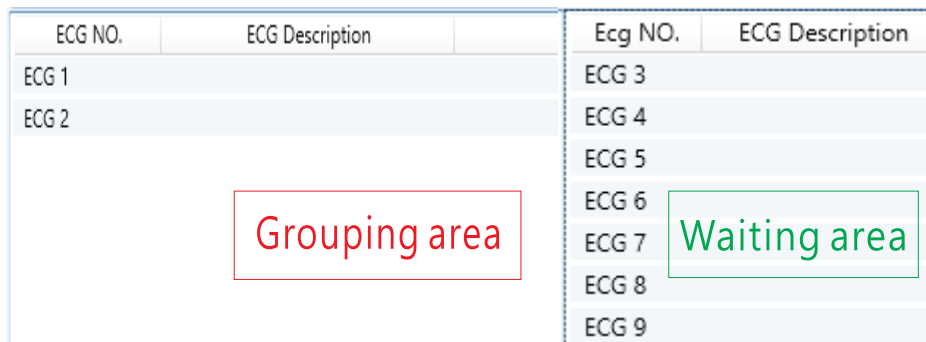 ECG NO. ECG Description
ECG 1
ECG 2
Grouping area
Ecg NO. ECG Description
ECG 3
ECG 4
ECG 5
ECG 6
ECG 7
ECG 8
ECG 9
Waiting area